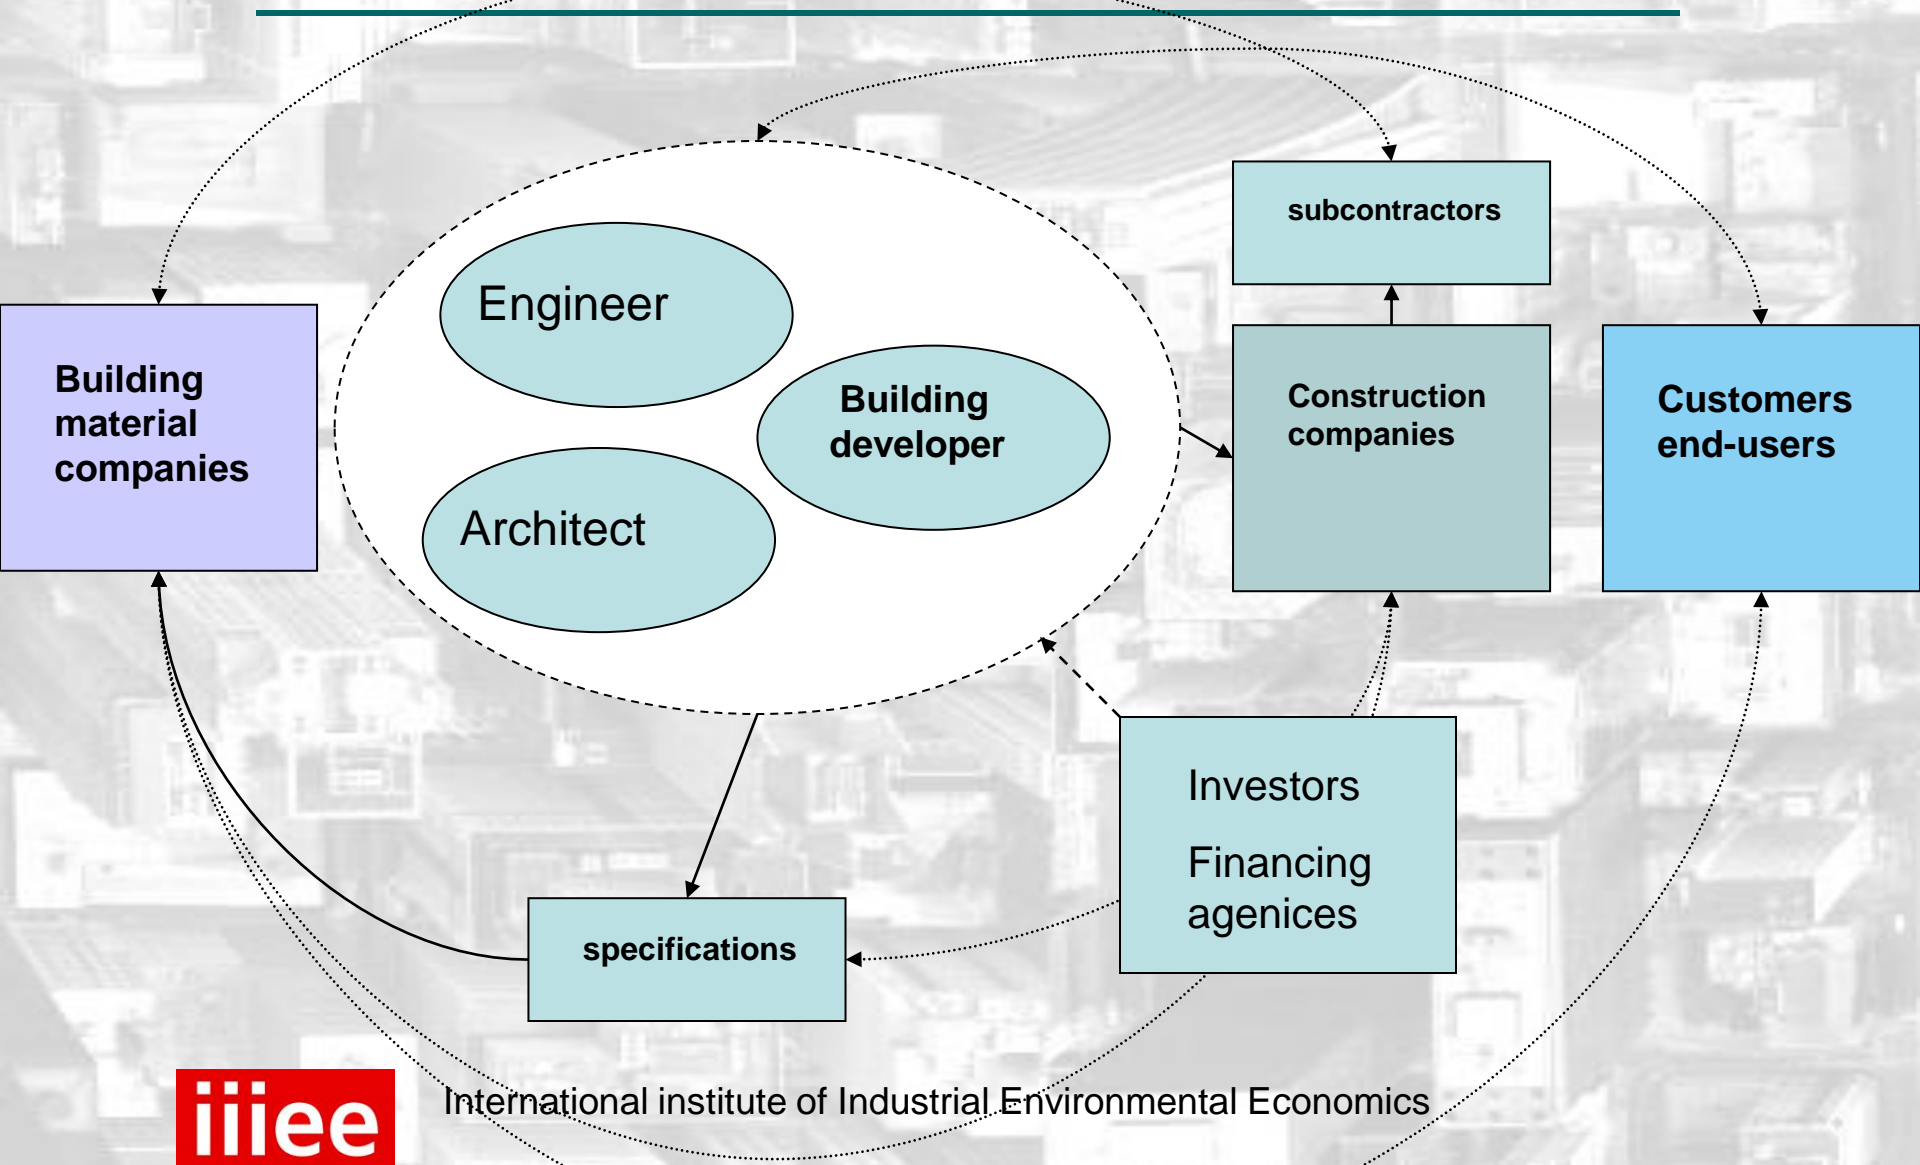 subcontractors
Engineer
Building
material
companies
Building
developer
Construction
companies
Customers
end-users
Architect
Investors
Financing
agenices
specifications
iiiee
International institute of Industrial Environmental Economics